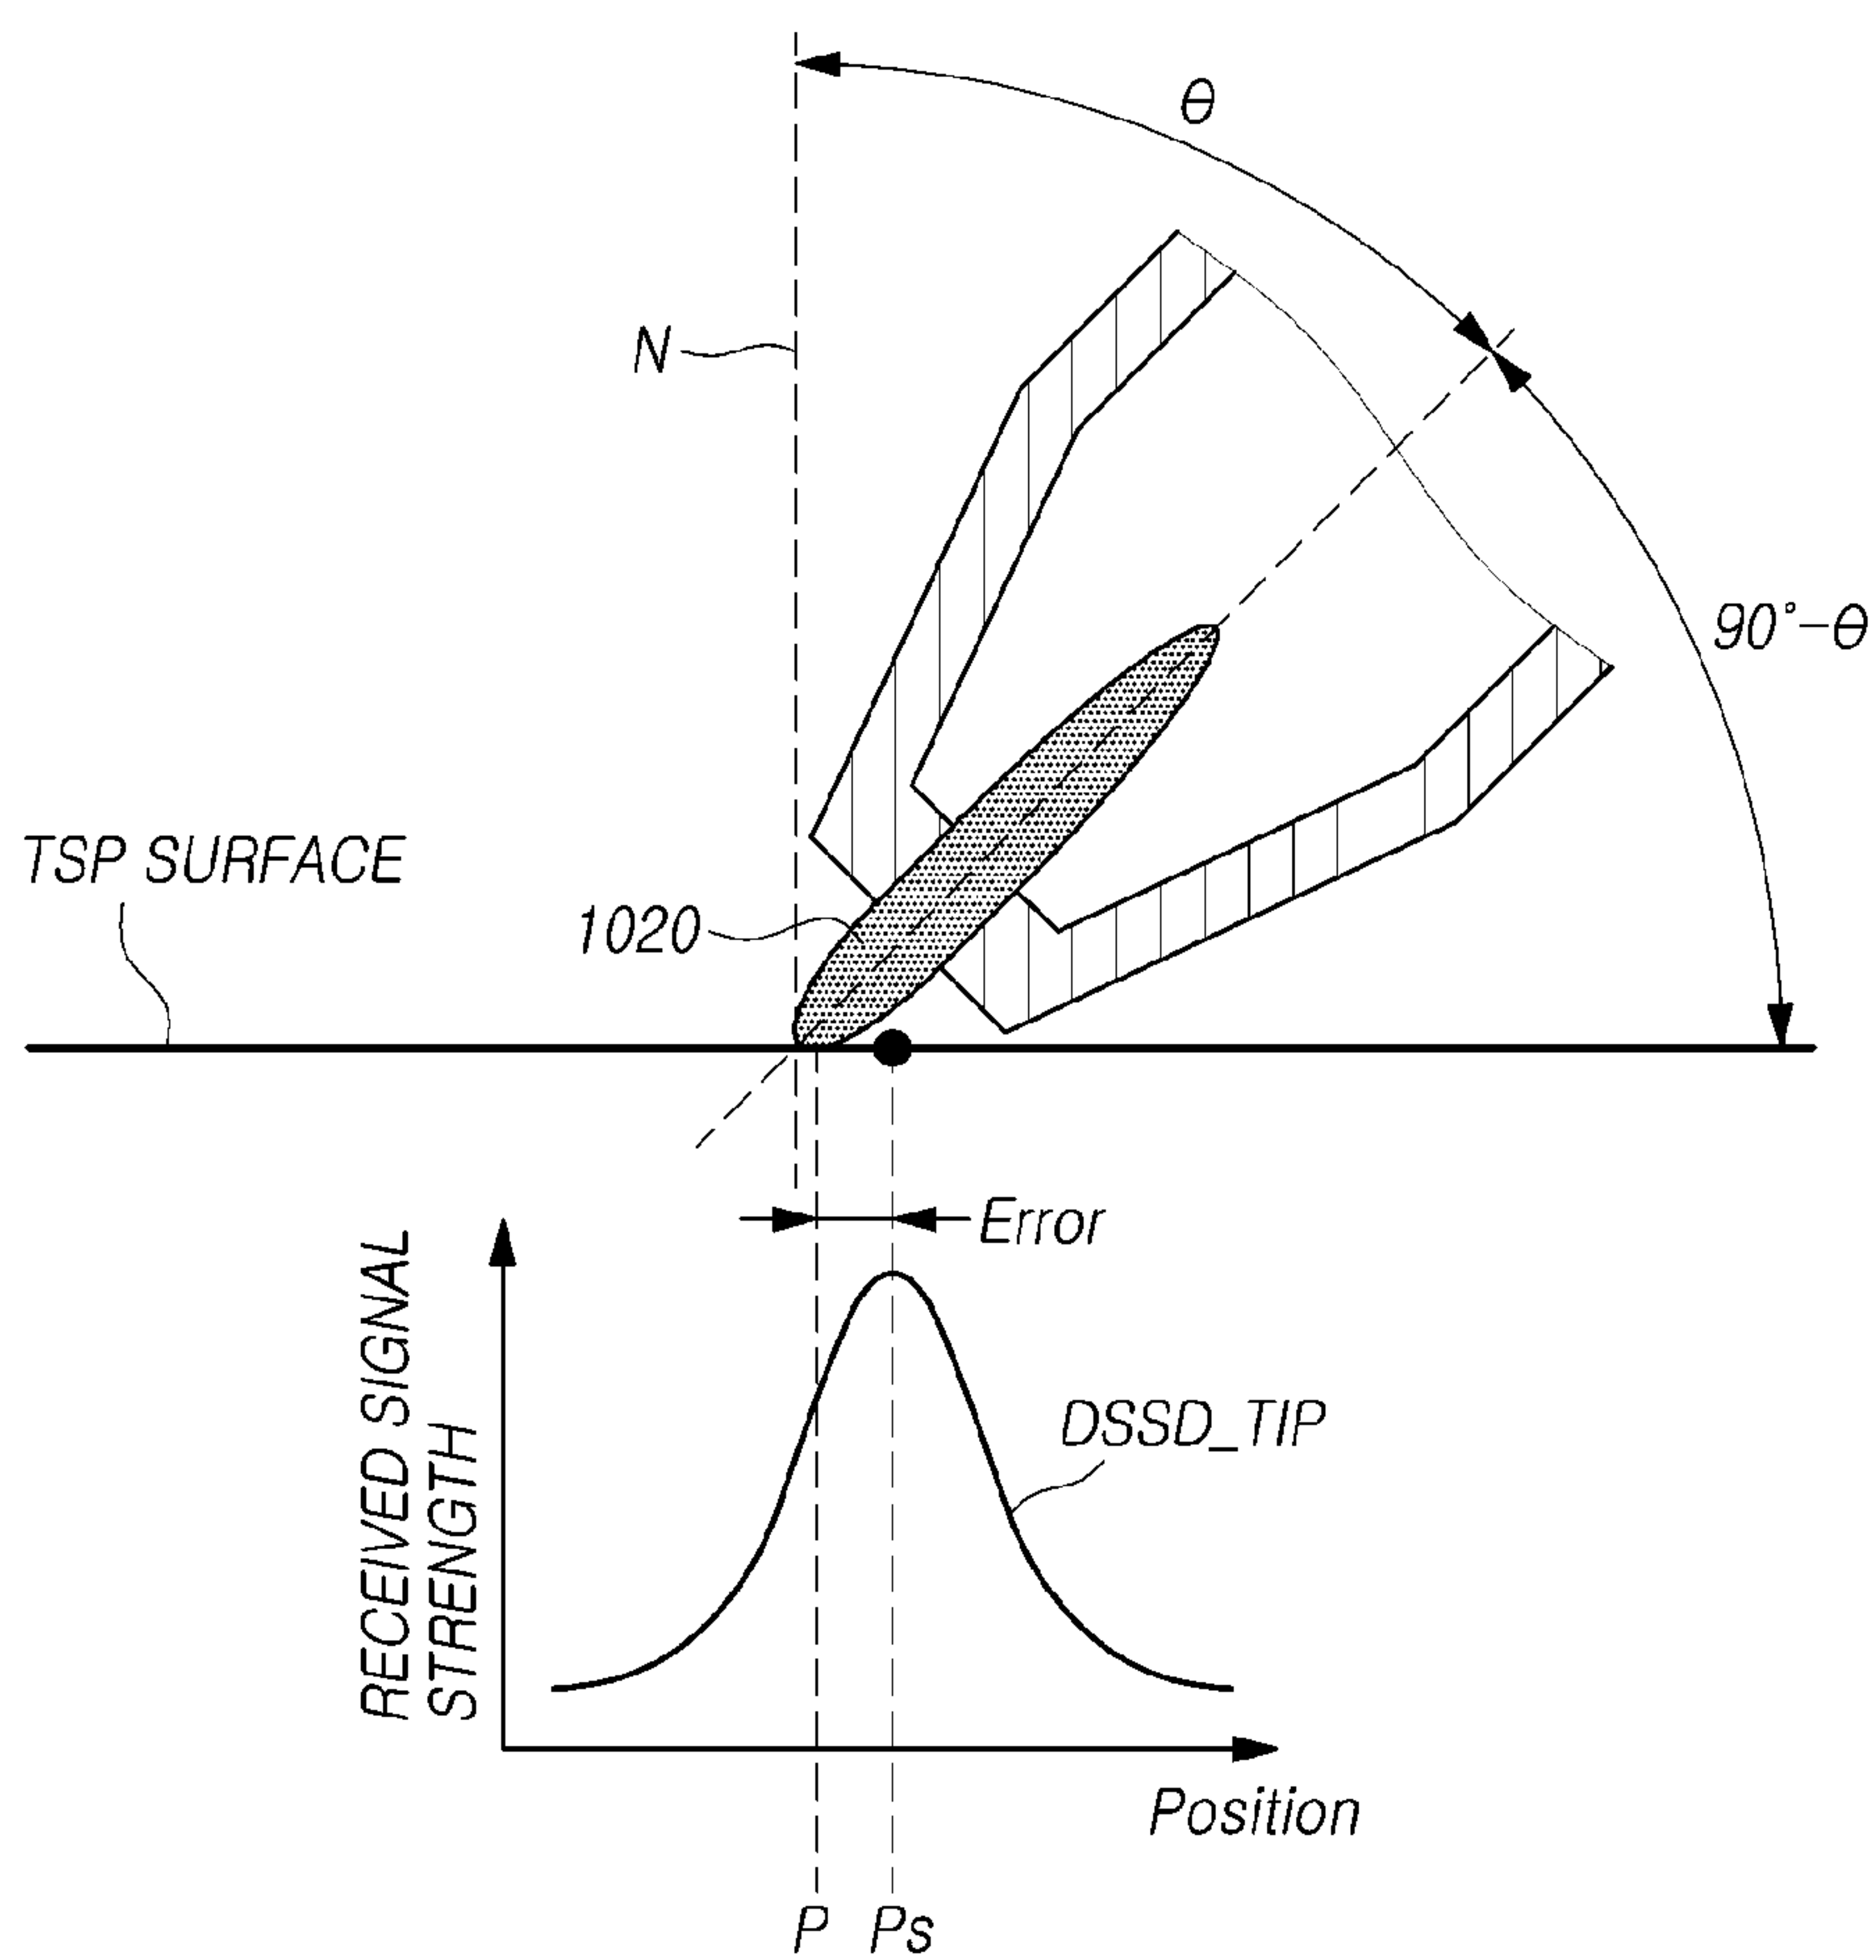 θ
N
90°−θ
TSP SURFACE
1020
Error
RECEIVED SIGNAL
STRENGTH
DSSD_TIP
Position
P
Ps